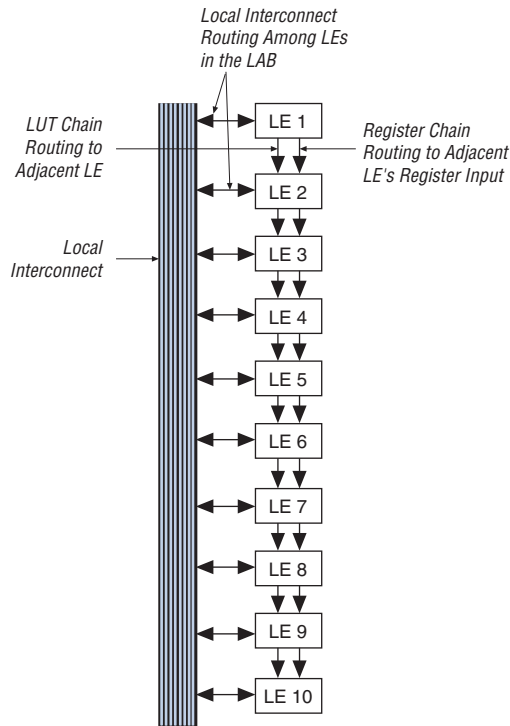 Local Interconnect
Routing Among LEs
in the LAB
LUT Chain
Routing to
Adjacent LE
Register Chain
Routing to Adjacent
LE's Register Input
Local
Interconnect
LE 1
LE 2
LE 3
LE 4
LE 5
LE 6
LE 7
LE 8
LE 9
LE 10